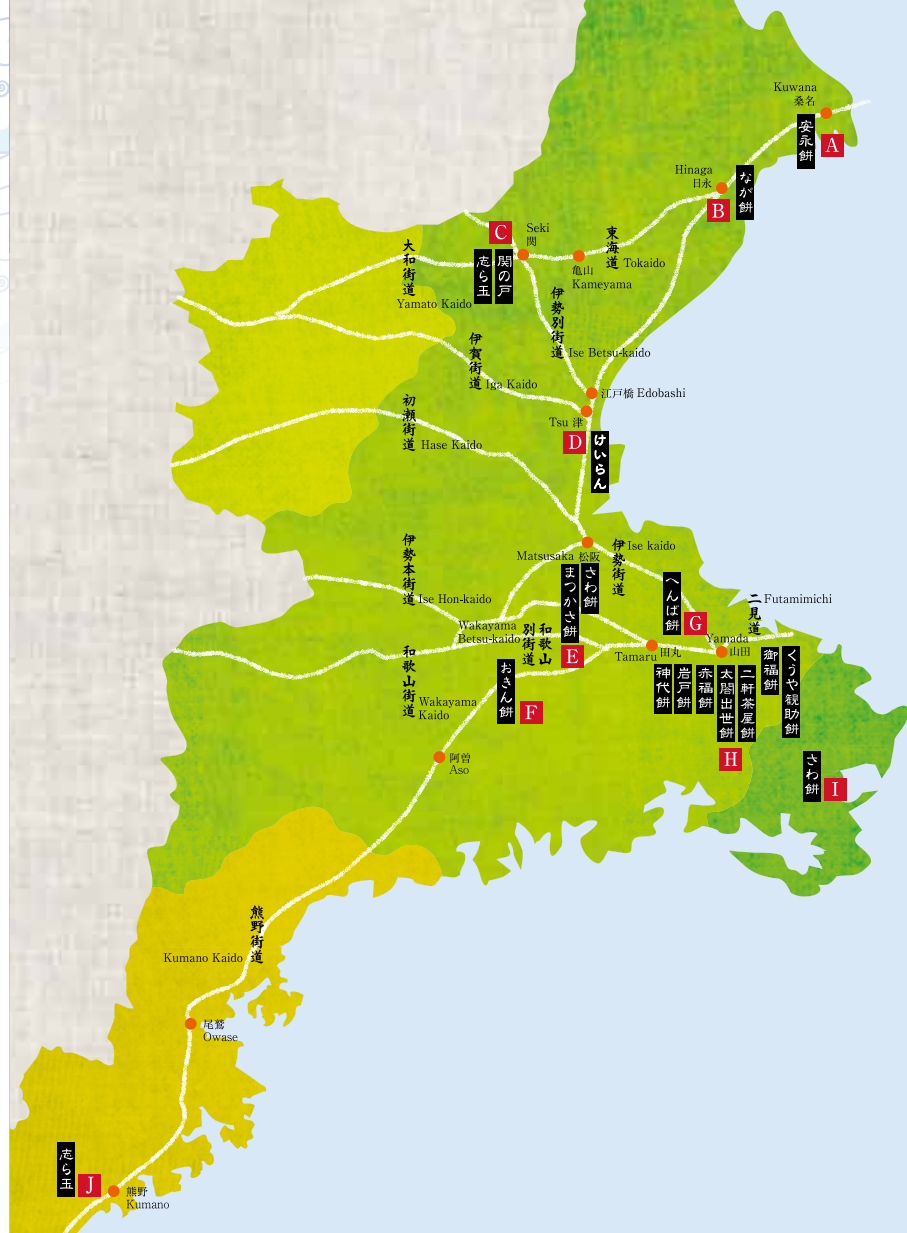 Kuwana
桑名
安永餅
A
Hinaga
日永
なが餅
B
C
Seki
関
志ら玉
関の戸
東海道
Tokaido
亀山
Kameyama
大和街道
Yamato Kaido
伊勢別街道
Ise Betsu-kaido
伊賀街道
Iga Kaido
江戸橋 Edobashi
Tsu 津
D
けいらん
初瀬街道
Hase Kaido
Matsusaka 松阪
伊勢街道
Ise kaido
伊勢本街道
Ise Hon-kaido
まつかさ餅
さわ餅
E
へんば餅
G
二見道
Futamimichi
Wakayama
Betsu-kaido
和歌山
別街道
Yamada
山田
Tamaru 田丸
和歌山街道
Wakayama
Kaido
おきん餅
F
神代餅
岩戸餅
赤福餅
太閤出世餅
二軒茶屋餅
御福餅
くうや観助餅
H
さわ餅
I
阿曽
Aso
熊野街道
Kumano Kaido
尾鷲
Owase
志ら玉
J
熊野
Kumano